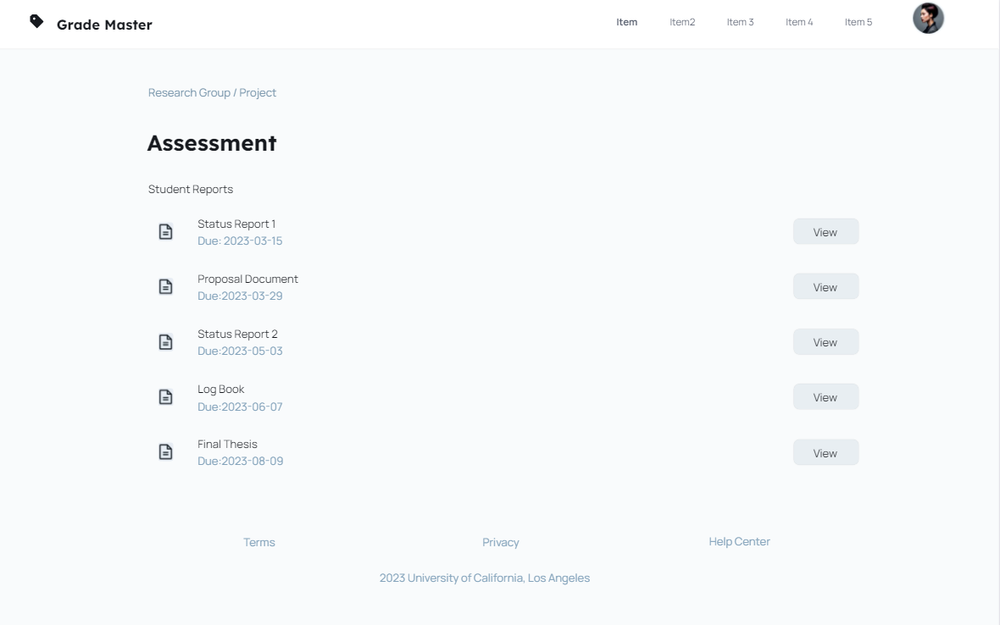 Grade Master
Item Item2 Item 3 Item 4 Item 5
Research Group / Project
Assessment
Student Reports
Status Report 1
Due: 2023-03-15
View
Proposal Document
Due:2023-03-29
View
Status Report 2
Due:2023-05-03
View
Log Book
Due:2023-06-07
View
Final Thesis
Due:2023-08-09
View
Terms Privacy Help Center
2023 University of California, Los Angeles